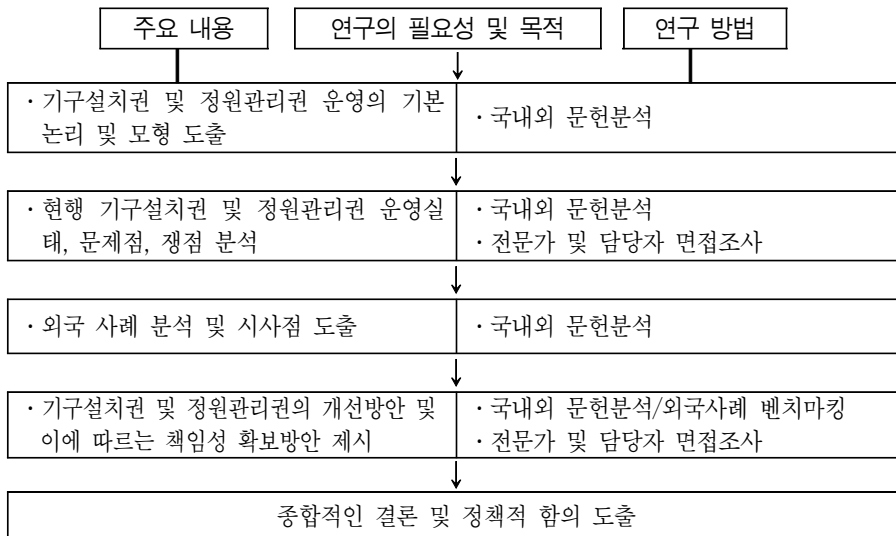 주요 내용
연구의 필요성 및 목적
연구 방법
· 기구설치권 및 정원관리권 운영의 기본
논리 및 모형 도출
· 국내외 문헌분석
· 현행 기구설치권 및 정원관리권 운영실
태, 문제점, 쟁점 분석
· 국내외 문헌분석
· 전문가 및 담당자 면접조사
· 외국 사례 분석 및 시사점 도출
· 국내외 문헌분석
· 기구설치권 및 정원관리권의 개선방안 및
이에 따르는 책임성 확보방안 제시
· 국내외 문헌분석/외국사례 벤치마킹
· 전문가 및 담당자 면접조사
종합적인 결론 및 정책적 함의 도출